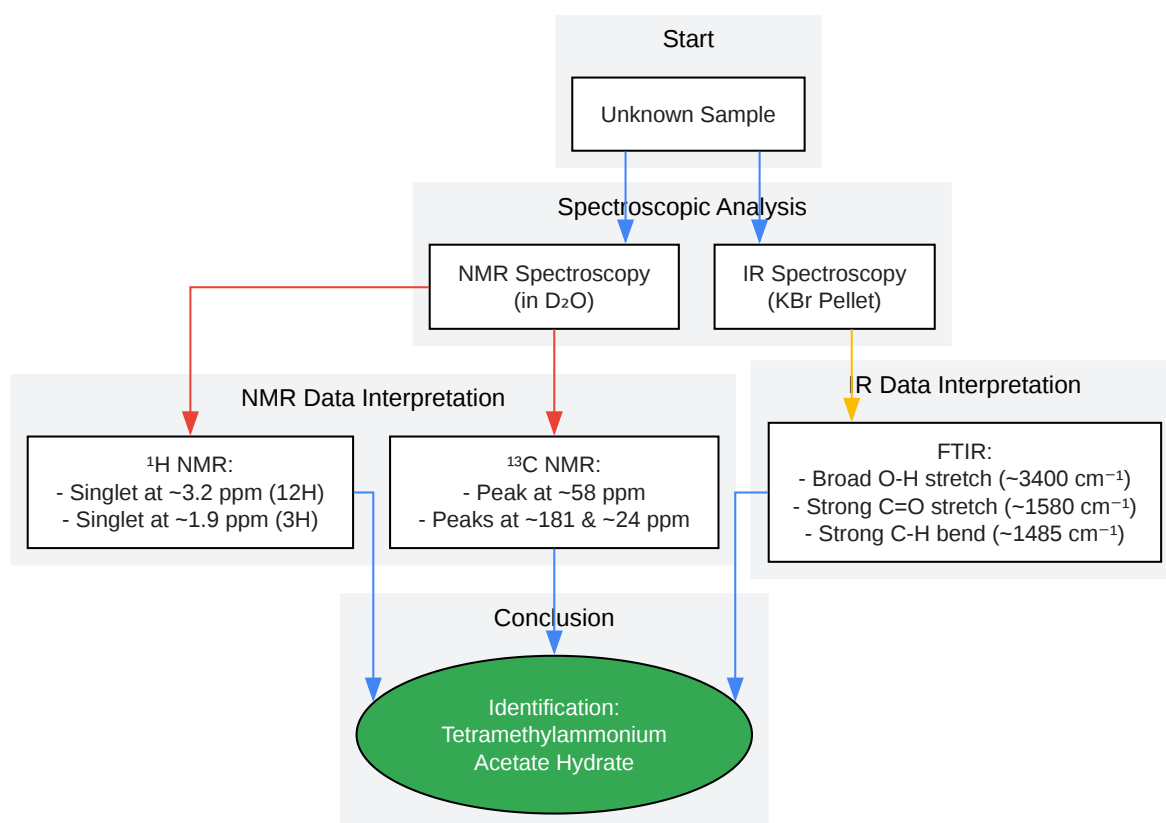 Start
Unknown Sample
Spectroscopic Analysis
NMR Spectroscopy
(in D₂O)
IR Spectroscopy
(KBr Pellet)
NMR Data Interpretation
¹H NMR:
- Singlet at ~3.2 ppm (12H)
- Singlet at ~1.9 ppm (3H)
¹³C NMR:
- Peak at ~58 ppm
- Peaks at ~181 & ~24 ppm
IR Data Interpretation
FTIR:
- Broad O-H stretch (~3400 cm⁻¹)
- Strong C=O stretch (~1580 cm⁻¹)
- Strong C-H bend (~1485 cm⁻¹)
Conclusion
Identification:
Tetramethylammonium
Acetate Hydrate